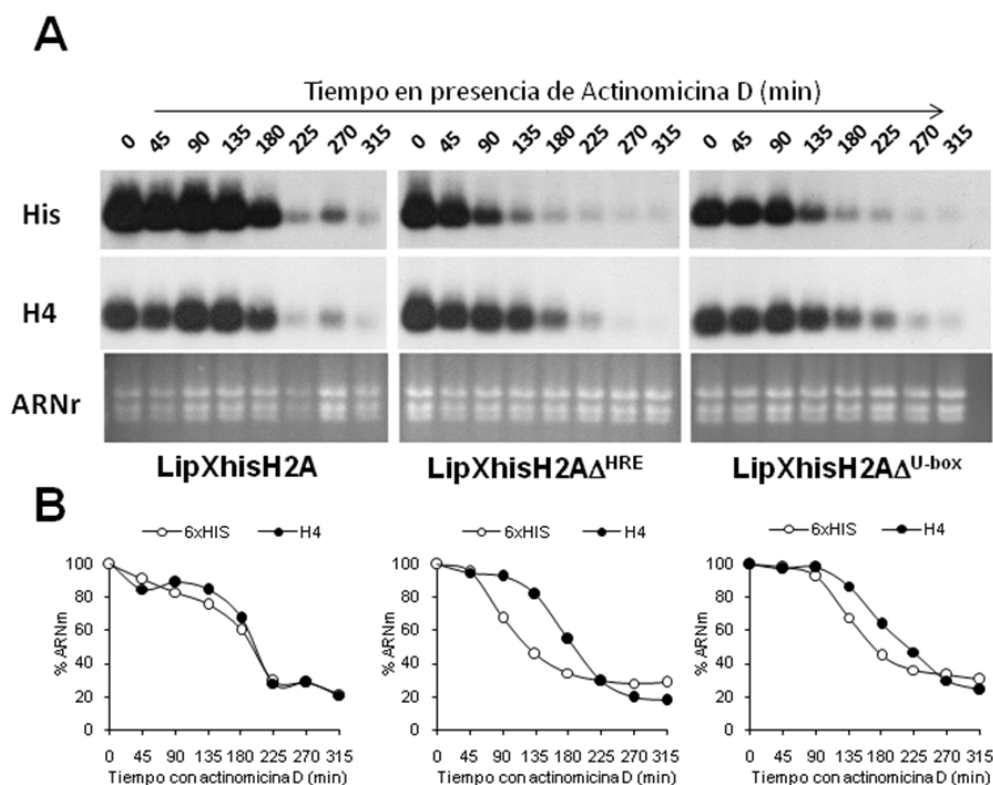 A
Tiempo en presencia de Actinomicina D (min)
0 45 90 135 180 225 270 315 0 45 90 135 180 225 270 315 0 45 90 135 180 225 270 315
His
H4
ARNr
LipXhisH2A LipXhisH2AΔHRE LipXhisH2AΔU-box
B
6xHIS H4 6xHIS H4 6xHIS H4
100 100 100
80 80 80
60 60 60
40 40 40
20 20 20
0 0 0
% ARNm % ARNm % ARNm
0 45 90 135 180 225 270 315 0 45 90 135 180 225 270 315 0 45 90 135 180 225 270 315
Tiempo con actinomicina D (min) Tiempo con actinomicina D (min) Tiempo con actinomicina D (min)